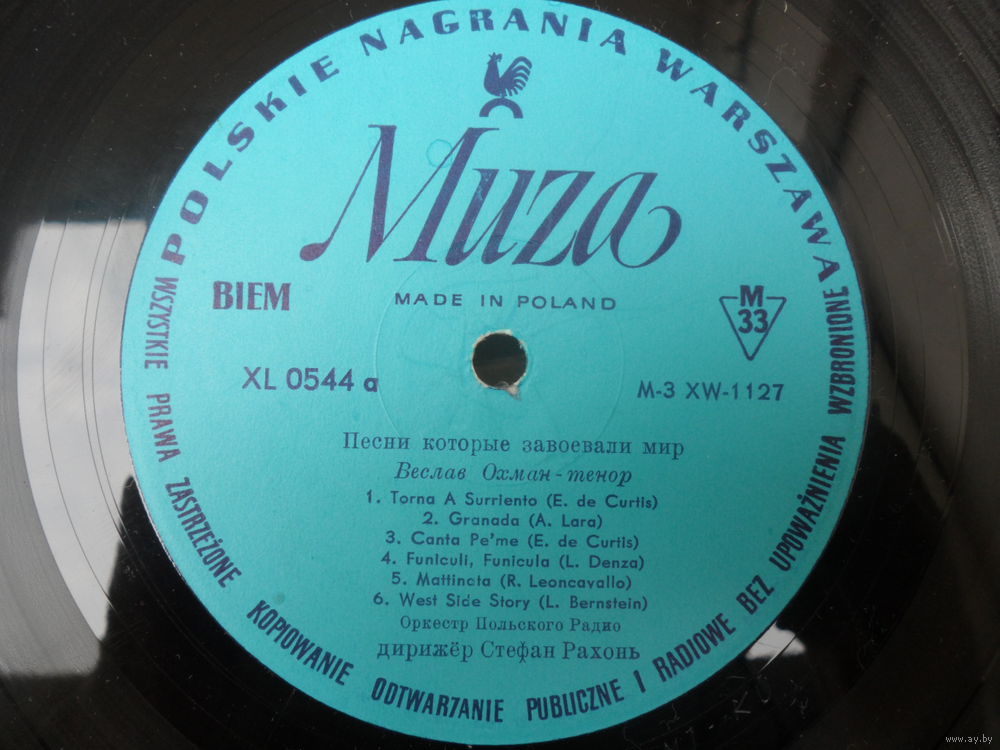 POLSKIE NAGRANIA WARSZAWA
Muza
BIEM
MADE IN POLAND
M
33
XL 0544 a
M-3 XW-1127
Песни которые завоевали мир
Веслав Охман - тенор
1. Torna A Surriento (E. de Curtis)
2. Granada (A. Lara)
3. Canta Pe'me (E. de Curtis)
4. Funiculi, Funicula (L. Denza)
5. Mattinata (R. Leoncavallo)
6. West Side Story (L. Bernstein)
Оркестр Польского Радио
дирижёр Стефан Рахонь
WSZYSTKIE PRAWA ZASTRZEŻONE KOPIOWANIE ODTWARZANIE PUBLICZNE I RADIOWE BEZ UPOWAŻNIENIA WZBRONIONE
www.ay.by